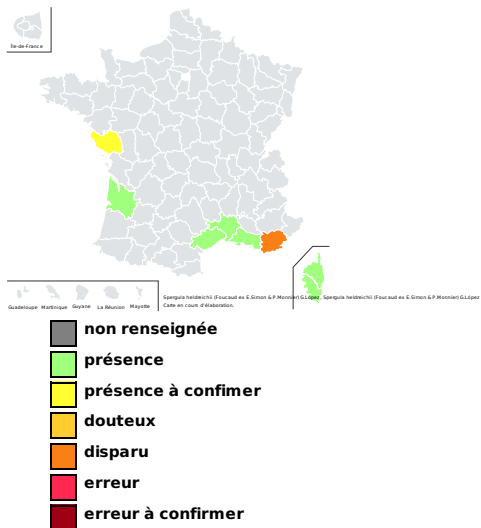 Île-de-France
Guadeloupe Martinique Guyane La Réunion Mayotte
Spergula heldreichii (Foucaud ex E.Simon & P.Monnier) G.López, Spergula heldreichii (Foucaud ex E.Simon & P.Monnier) G.López
Carte en cours d'élaboration.
non renseignée
présence
présence à confimer
douteux
disparu
erreur
erreur à confirmer